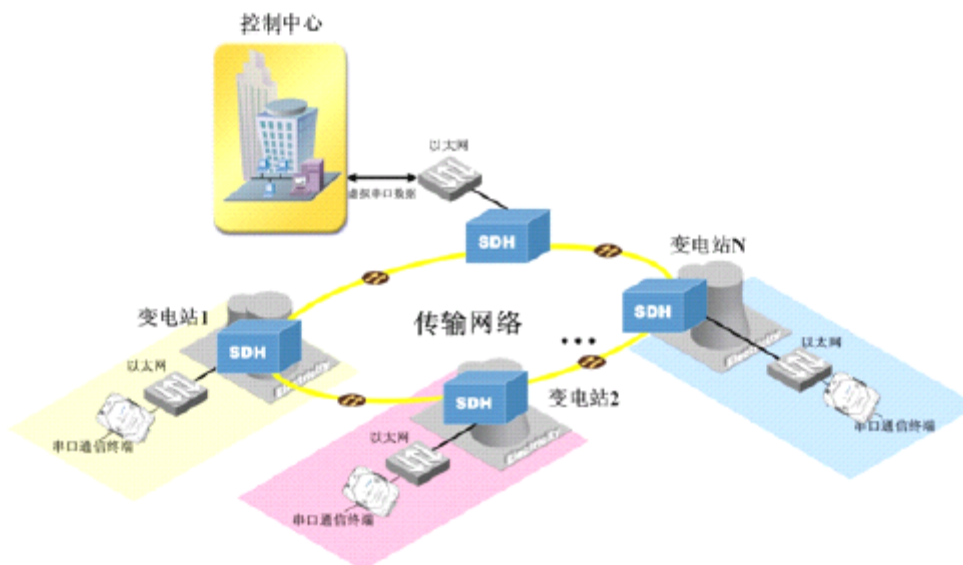 控制中心
以太网
虚拟串口数据
SDH
变电站N
SDH
变电站1
传输网络
SDH
Electricity
以太网
Electricity
以太网
SDH
变电站2
串口通信终端
以太网
Electricity
串口通信终端
串口通信终端